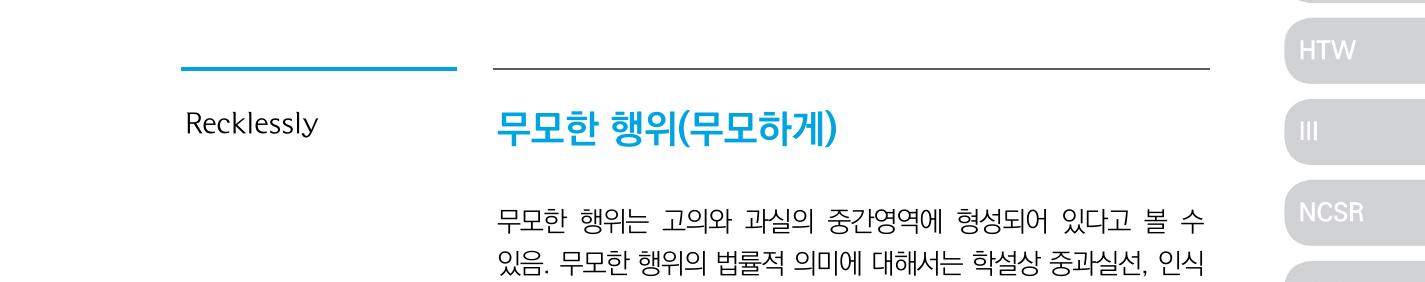 HTW
Recklessly
무모한 행위(무모하게)
III
무모한 행위는 고의와 과실의 중간영역에 형성되어 있다고 볼 수
NCSR
있음. 무모한 행위의 법률적 의미에 대해서는 학설상 중과실선, 인식